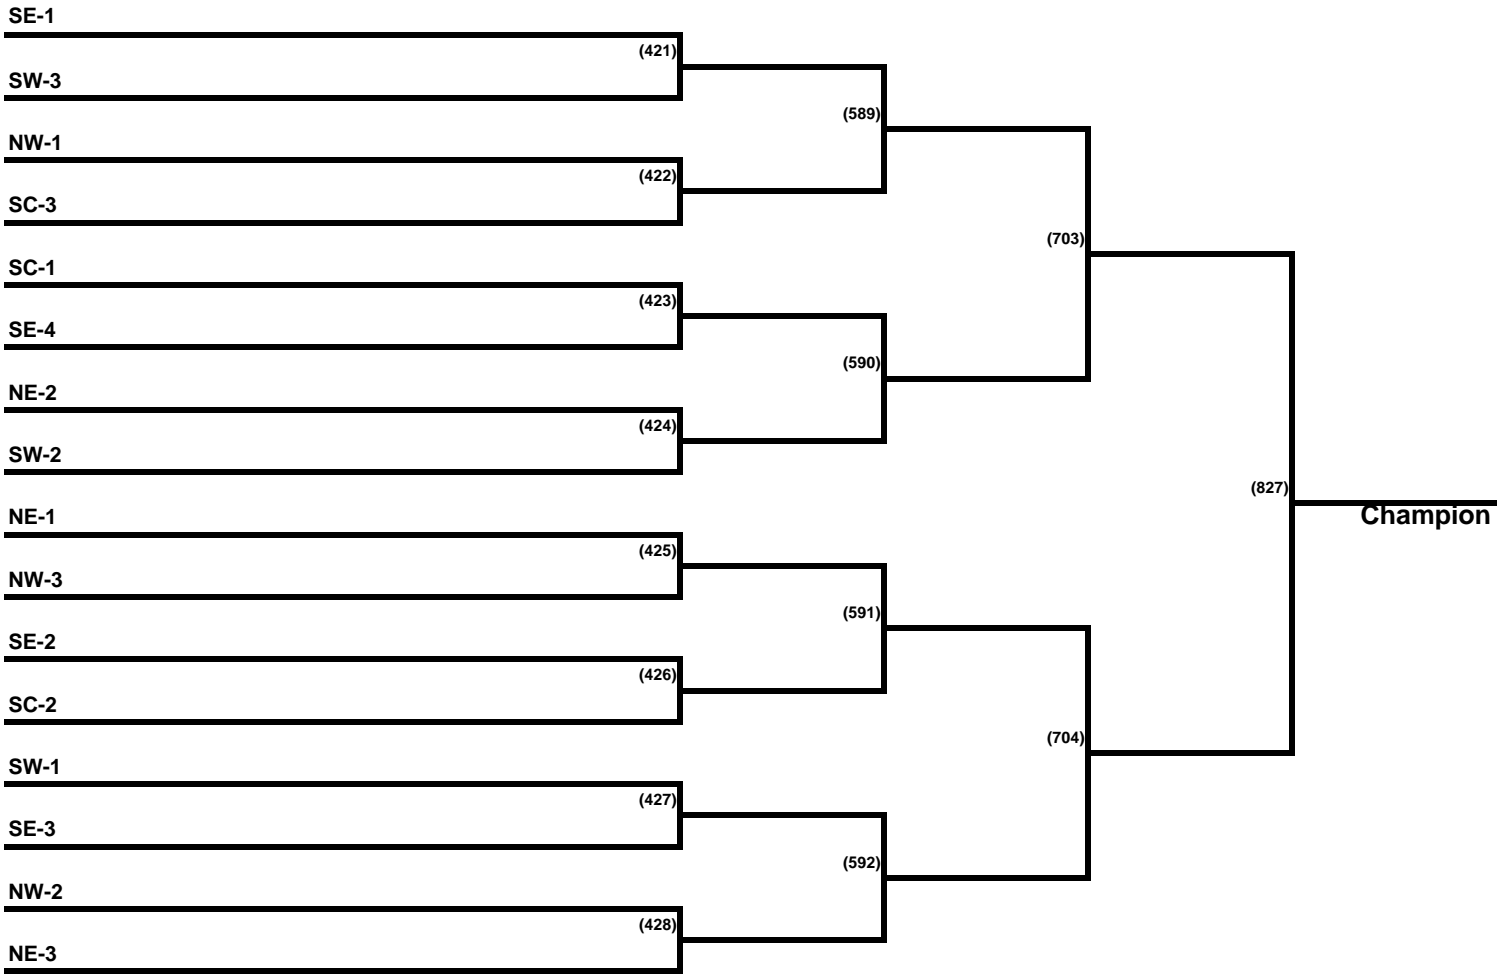 SE-1
(421)
SW-3
(589)
NW-1
(422)
SC-3
(703)
SC-1
(423)
SE-4
(590)
NE-2
(424)
SW-2
(827)
Champion
NE-1
(425)
NW-3
(591)
SE-2
(426)
SC-2
(704)
SW-1
(427)
SE-3
(592)
NW-2
(428)
NE-3